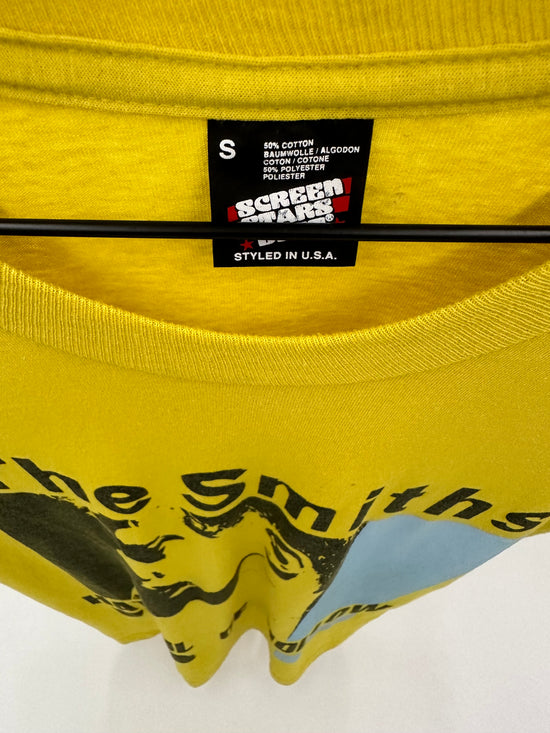 S
50% COTTON
BAUMWOLLE / ALGODON
COTON / COTONE
50% POLYESTER
POLIESTER
SCREEN
STARS
STYLED IN U.S.A.
The Smiths